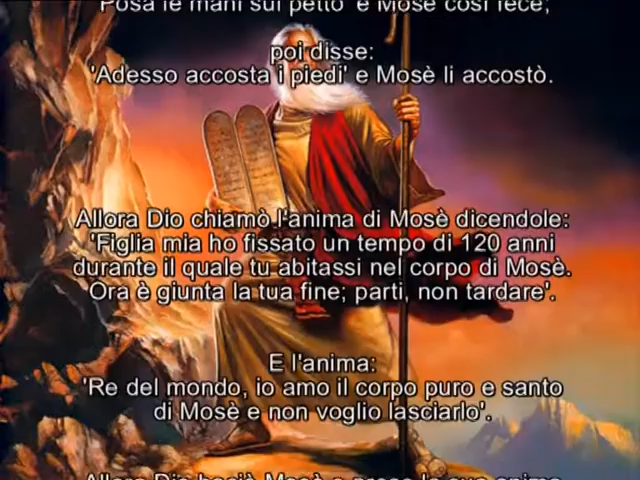 Posa le mani sul petto' e Mosè così fece;
poi disse:
'Adesso accosta i piedi' e Mosè li accostò.
Allora Dio chiamò l'anima di Mosè dicendole:
'Figlia mia ho fissato un tempo di 120 anni
durante il quale tu abitassi nel corpo di Mosè.
Ora è giunta la tua fine; parti, non tardare'.
E l'anima:
'Re del mondo, io amo il corpo puro e santo
di Mosè e non voglio lasciarlo'.
Allora Dio baciò Mosè e prese la sua anima